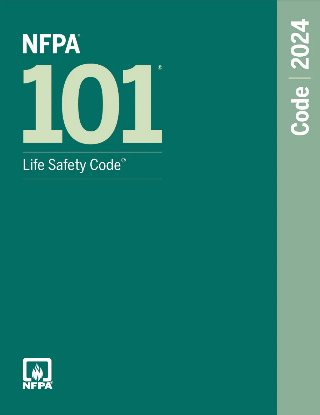 NFPA®
101®
Life Safety Code®
Code | 2024
NFPA®